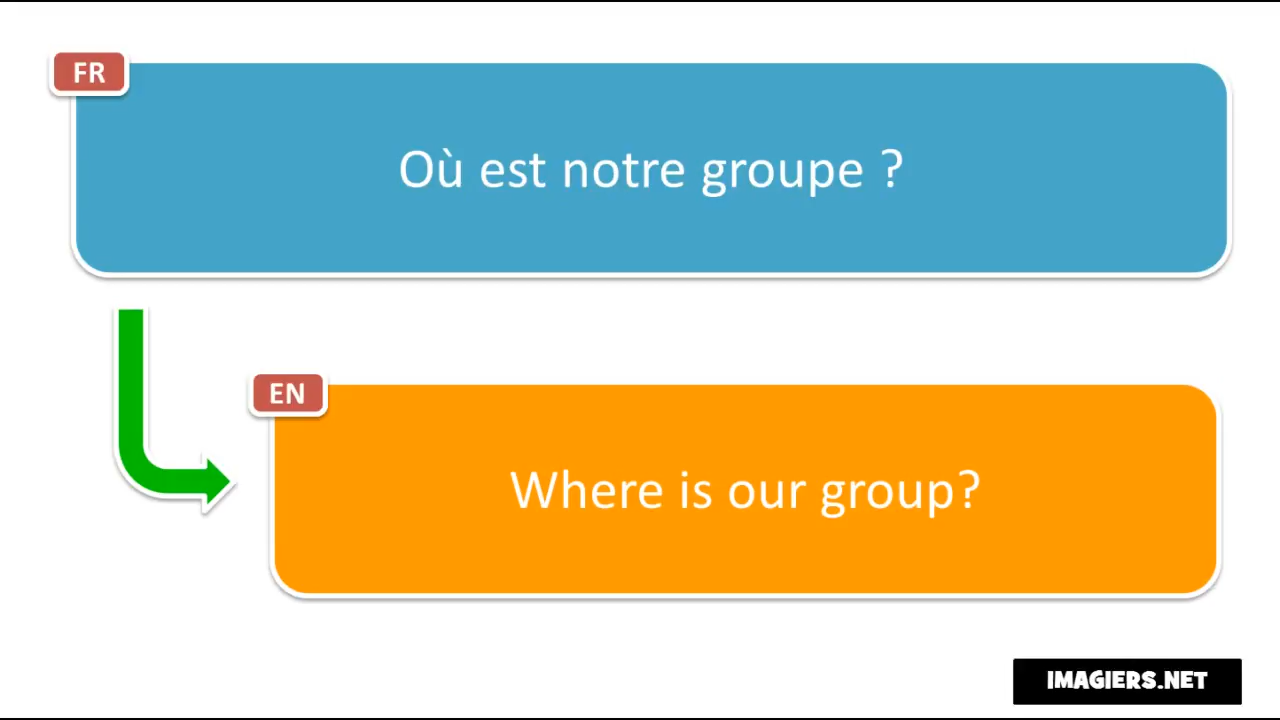 FR
Où est notre groupe ?
EN
Where is our group?
IMAGIERS.NET